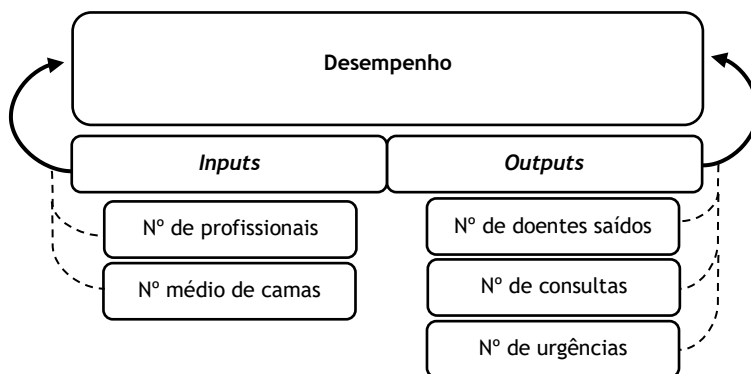 Desempenho
Inputs
Outputs
Nº de profissionais
Nº médio de camas
Nº de doentes saídos
Nº de consultas
Nº de urgências